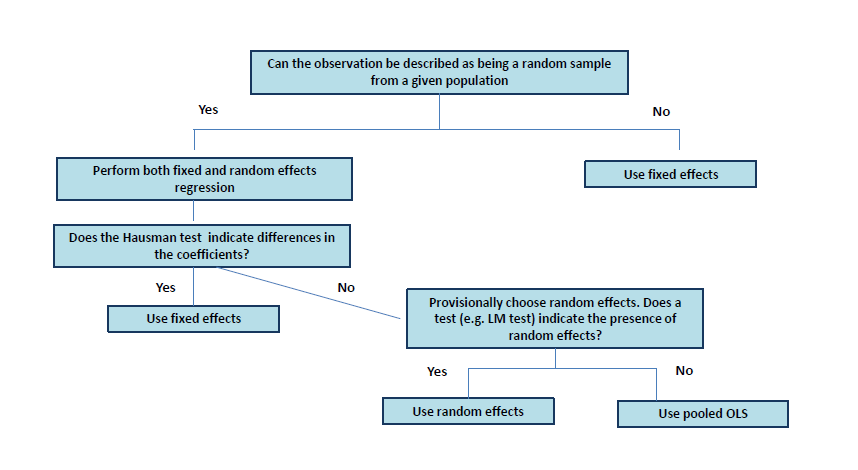 Can the observation be described as being a random sample
from a given population
Yes
No
Perform both fixed and random effects
regression
Use fixed effects
Does the Hausman test indicate differences in
the coefficients?
Yes
No
Use fixed effects
Provisionally choose random effects. Does a
test (e.g. LM test) indicate the presence of
random effects?
Yes
No
Use random effects
Use pooled OLS